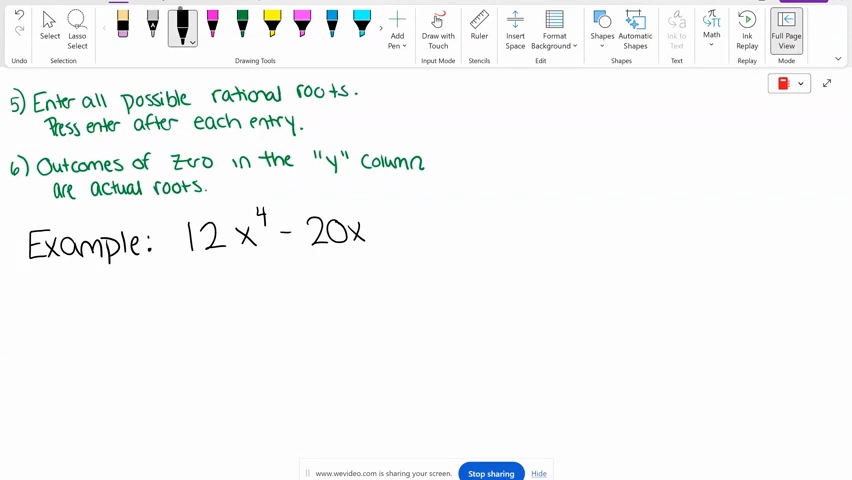 Undo
Select
Lasso Select
Selection
Drawing Tools
Add Pen
Draw with Touch
Input Mode
Ruler
Stencils
Insert Space
Format Background
Edit
Shapes
Automatic Shapes
Shapes
Ink to Text
Text
Math
Ink Replay
Replay
Full Page View
Mode
5) Enter all possible rational roots.
Press enter after each entry.
6) Outcomes of zero in the "y" column
are actual roots.
Example: 12x⁴ - 20x
www.wevideo.com is sharing your screen.
Stop sharing
Hide